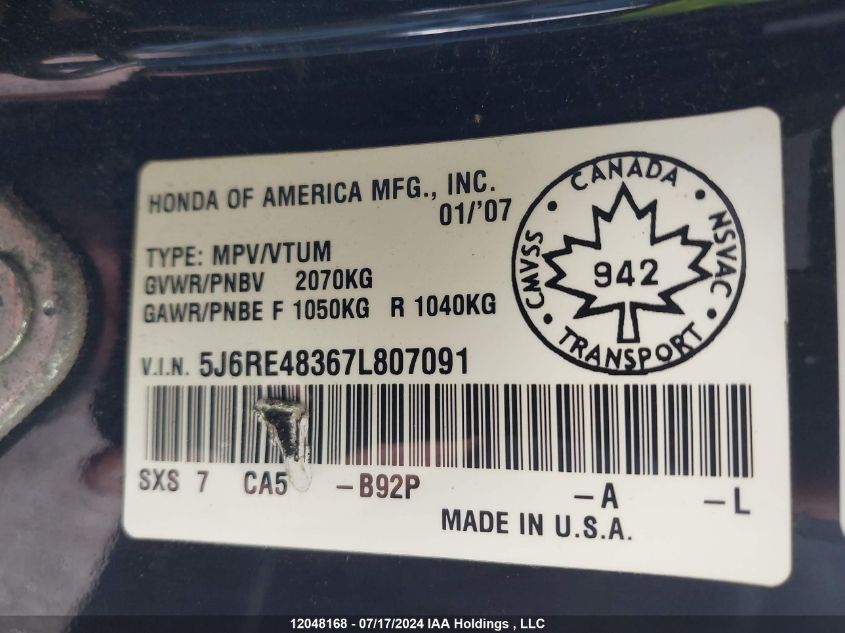 HONDA OF AMERICA MFG., INC.
01/'07
TYPE: MPV/VTUM
GVWR/PNBV 2070KG
GAWR/PNBE F 1050KG R 1040KG
V.I.N. 5J6RE48367L807091
CANADA
CMVSS
NSVAC
942
TRANSPORT
SXS 7 CA5 -B92P -A -L
MADE IN U.S.A.
12048168 - 07/17/2024 IAA Holdings , LLC